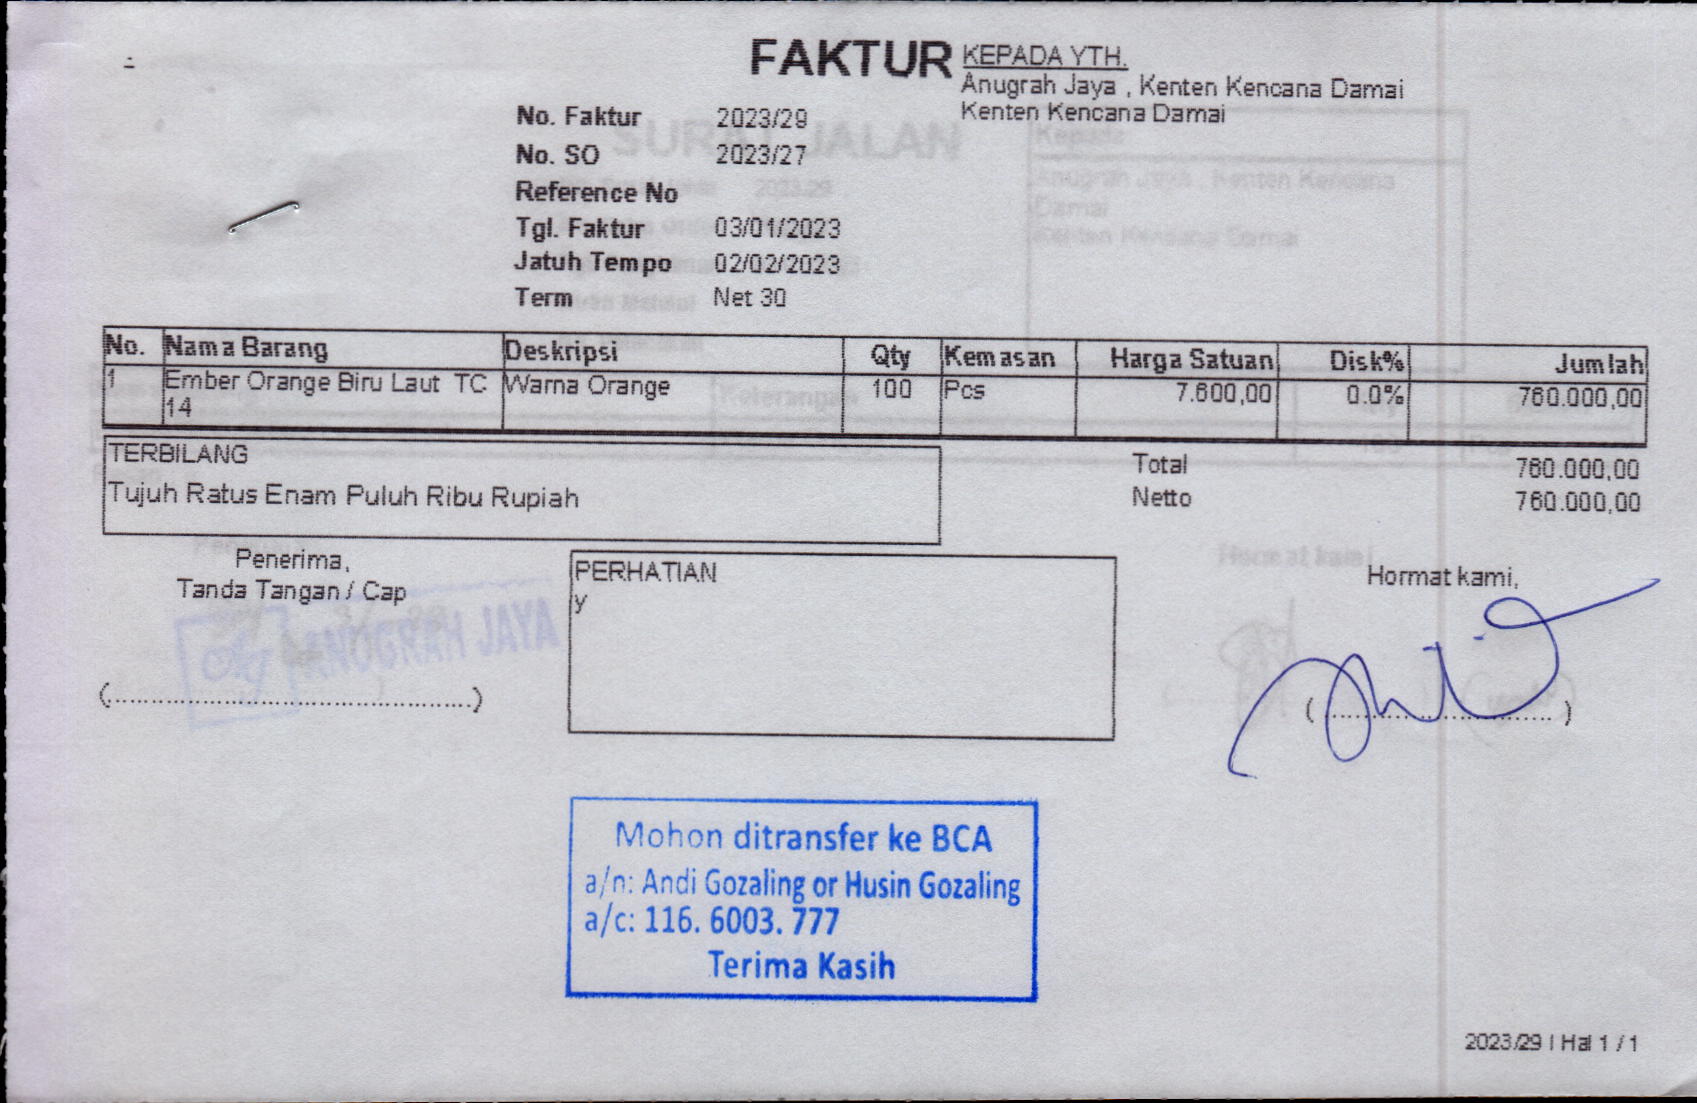 FAKTUR
KEPADA YTH.
Anugrah Jaya , Kenten Kencana Damai
Kenten Kencana Damai
No. Faktur 2023/29
No. SO 2023/27
Reference No
Tgl. Faktur 03/01/2023
Jatuh Tempo 02/02/2023
Term Net 30
No. Nama Barang Deskripsi Qty Kemasan Harga Satuan Disk% Jumlah
1 Ember Orange Biru Laut TC Warna Orange 100 Pcs 7.600,00 0.0% 760.000,00
14
TERBILANG
Tujuh Ratus Enam Puluh Ribu Rupiah
Total 760.000,00
Netto 760.000,00
Penerima,
Tanda Tangan / Cap
ANUGRAH JAYA
(..............................................)
PERHATIAN
y
Hormat kami,
(.............................. )
Mohon ditransfer ke BCA
a/n: Andi Gozaling or Husin Gozaling
a/c: 116. 6003. 777
Terima Kasih
2023/29 | Hal 1 / 1